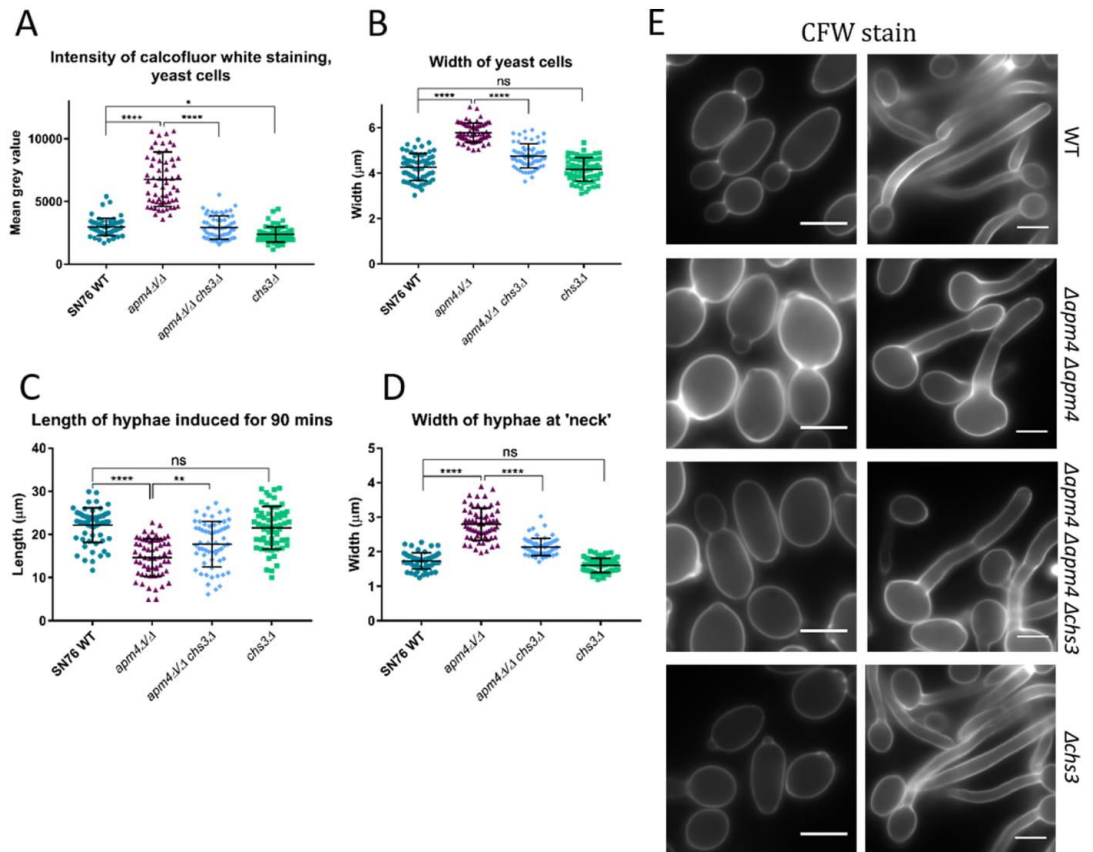 A
Intensity of calcofluor white staining,
yeast cells
*
****
****
Mean grey value
10000
5000
0
SN76 WT
apm4Δ/Δ
apm4Δ/Δ chs3Δ
chs3Δ
B
Width of yeast cells
ns
****
****
Width (μm)
6
4
2
0
SN76 WT
apm4Δ/Δ
apm4Δ/Δ chs3Δ
chs3Δ
C
Length of hyphae induced for 90 mins
ns
****
**
Length (μm)
40
30
20
10
0
SN76 WT
apm4Δ/Δ
apm4Δ/Δ chs3Δ
chs3Δ
D
Width of hyphae at 'neck'
ns
****
****
Width (μm)
5
4
3
2
1
0
SN76 WT
apm4Δ/Δ
apm4Δ/Δ chs3Δ
chs3Δ
E
CFW stain
WT
Δapm4 Δapm4
Δapm4 Δapm4 Δchs3
Δchs3